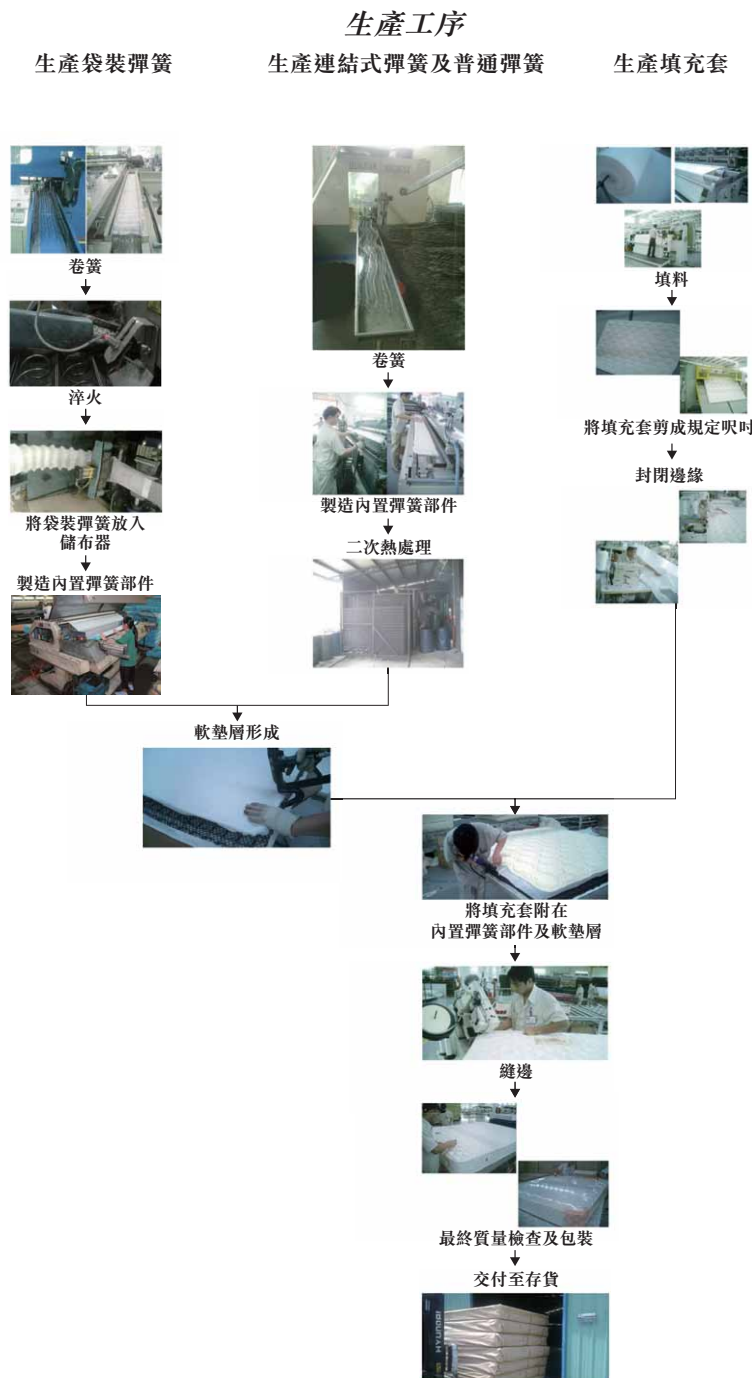 生產工序
生產袋裝彈簧
生產連結式彈簧及普通彈簧
生產填充套
卷簧
淬火
將袋裝彈簧放入
儲布器
製造內置彈簧部件
卷簧
製造內置彈簧部件
二次熱處理
填料
將填充套剪成規定呎吋
封閉邊緣
軟墊層形成
將填充套附在
內置彈簧部件及軟墊層
縫邊
最終質量檢查及包裝
交付至存貨
HYUNDAI